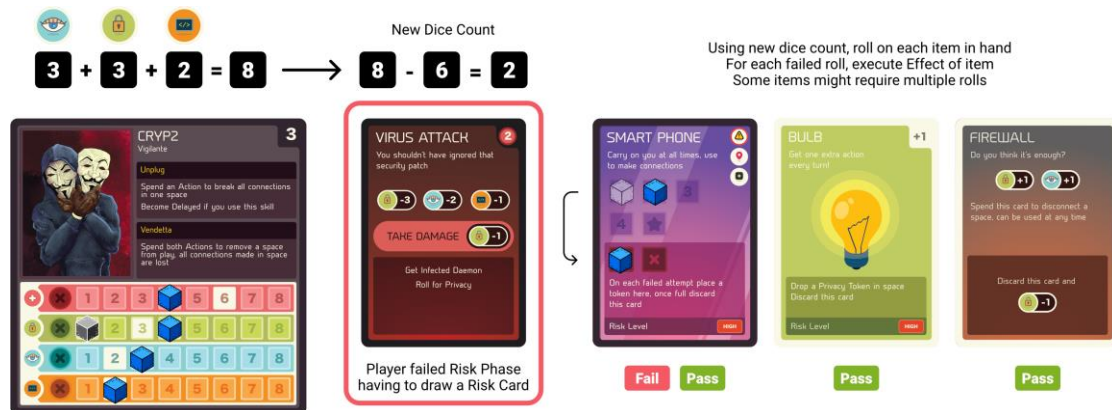 3 + 3 + 2 = 8
New Dice Count
8 - 6 = 2
Using new dice count, roll on each item in hand
For each failed roll, execute Effect of item
Some items might require multiple rolls
CRYP2
3
Vigilante
Unplug
Spend an Action to break all connections
in one space
Become Delayed if you use this skill
Vendetta
Spend both Actions to remove a space
from play, all connections made in space
are lost
1 2 3 5 6 7 8
2 3 5 6 7 8
1 2 4 5 6 7 8
1 3 4 5 6 7 8
VIRUS ATTACK
2
You shouldn't have ignored that
security patch
-3 -2 -1
TAKE DAMAGE -1
Get Infected Daemon
Roll for Privacy
Player failed Risk Phase
having to draw a Risk Card
SMART PHONE
Carry on you at all times, use
to make connections
3
4
On each failed attempt place a
token here, once full discard
this card
Risk Level HIGH
Fail Pass
BULB
+1
Get one extra action
every turn!
Drop a Privacy Token in space
Discard this card
Risk Level HIGH
Pass
FIREWALL
Do you think it's enough?
+1 +1
Spend this card to disconnect a
space, can be used at any time
Discard this card and
-1
Pass